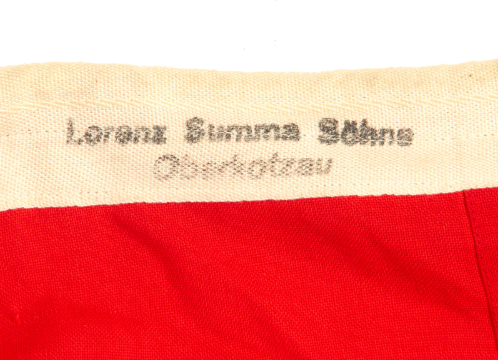 Lorenz Summa Söhne
Oberkotzau